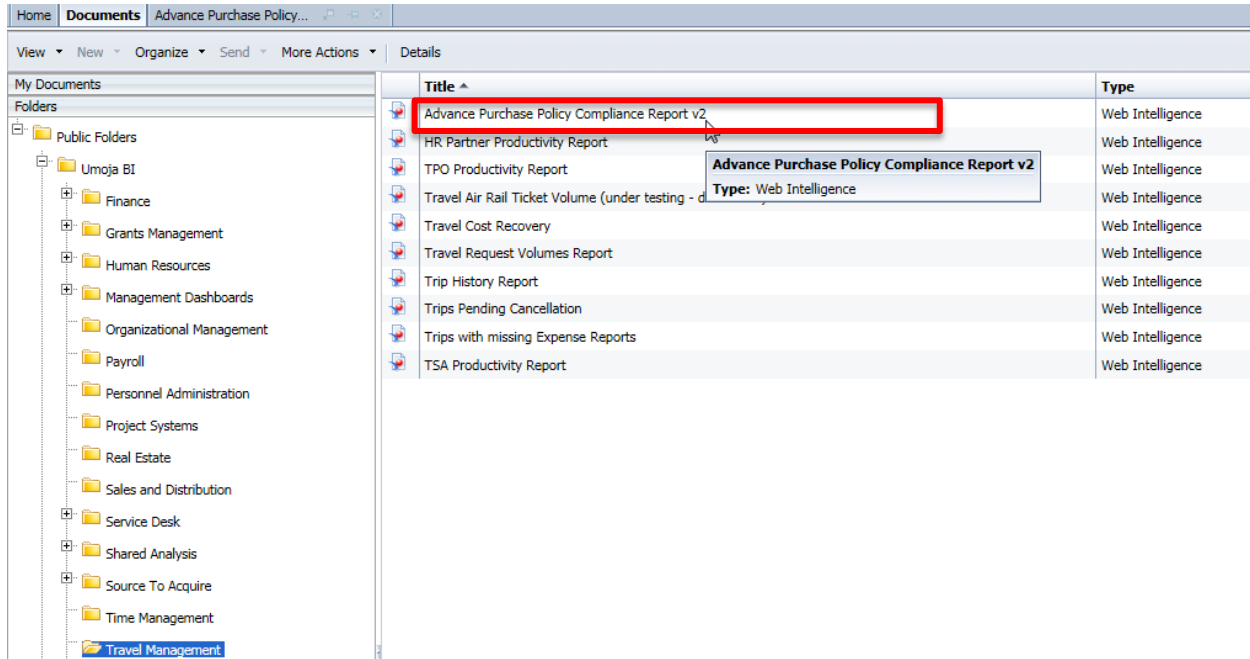 Home Documents Advance Purchase Policy...
View New Organize Send More Actions Details
My Documents
Folders
Public Folders
Umoja BI
Finance
Grants Management
Human Resources
Management Dashboards
Organizational Management
Payroll
Personnel Administration
Project Systems
Real Estate
Sales and Distribution
Service Desk
Shared Analysis
Source To Acquire
Time Management
Travel Management
Title Type
Advance Purchase Policy Compliance Report v2 Web Intelligence
HR Partner Productivity Report Web Intelligence
TPO Productivity Report Web Intelligence
Travel Air Rail Ticket Volume (under testing - Web Intelligence
Travel Cost Recovery Web Intelligence
Travel Request Volumes Report Web Intelligence
Trip History Report Web Intelligence
Trips Pending Cancellation Web Intelligence
Trips with missing Expense Reports Web Intelligence
TSA Productivity Report Web Intelligence
Advance Purchase Policy Compliance Report v2
Type: Web Intelligence